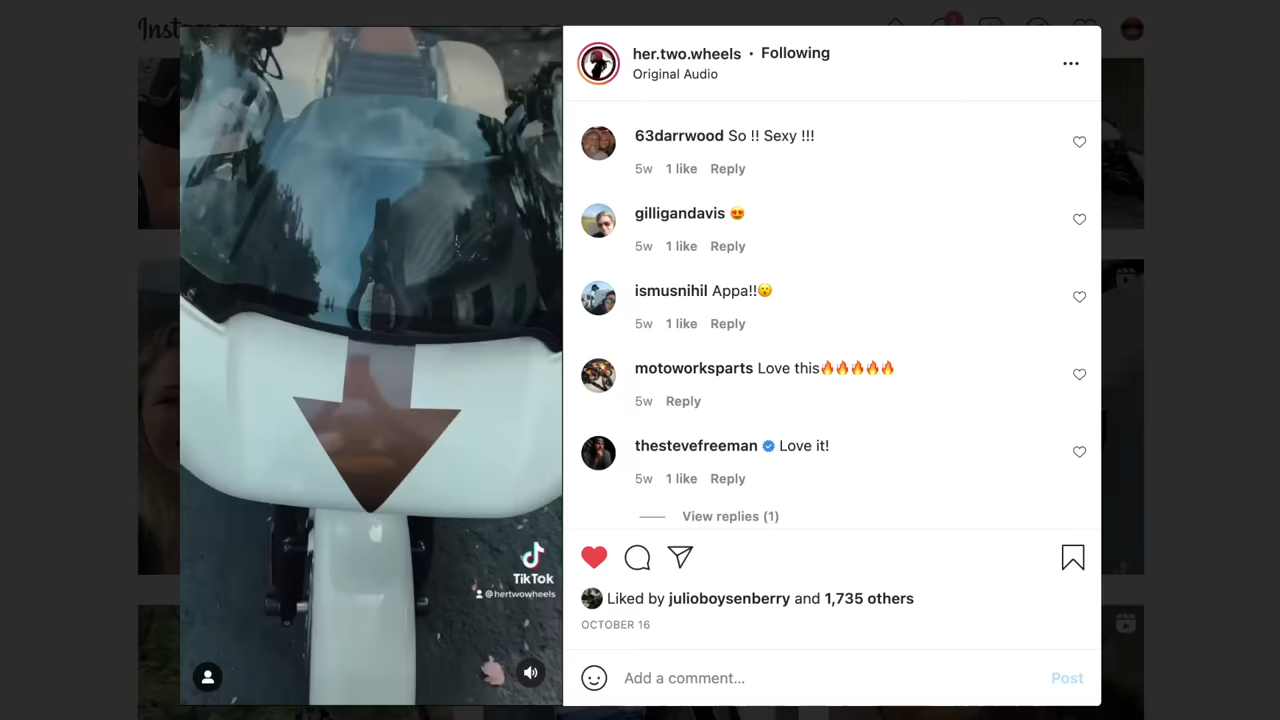 Inst
2
her.two.wheels • Following
Original Audio
63darrwood So !! Sexy !!!
5w 1 like Reply
gilligandavis 😍
5w 1 like Reply
ismusnihil Appa!!😮
5w 1 like Reply
motoworksparts Love this🔥🔥🔥🔥🔥
5w Reply
thestevefreeman Love it!
5w 1 like Reply
View replies (1)
TikTok
@hertwowheels
Liked by julioboysenberry and 1,735 others
OCTOBER 16
Add a comment...
Post